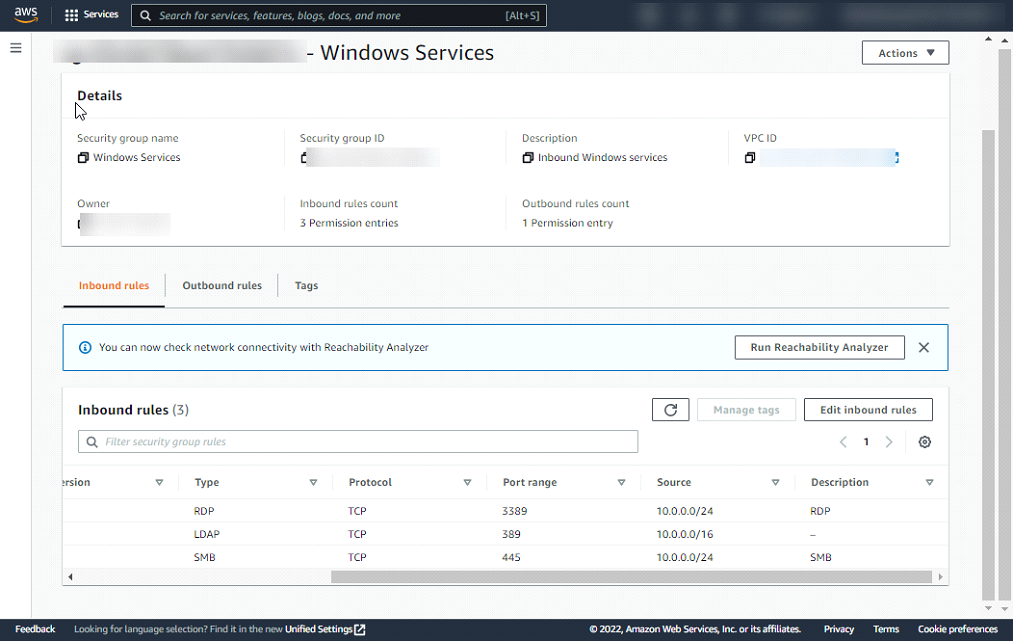 aws Services Search for services, features, blogs, docs, and more [Alt+S]
- Windows Services Actions
Details
Security group name Security group ID Description VPC ID
Windows Services Inbound Windows services
Owner Inbound rules count Outbound rules count
3 Permission entries 1 Permission entry
Inbound rules Outbound rules Tags
You can now check network connectivity with Reachability Analyzer Run Reachability Analyzer
Inbound rules (3) Manage tags Edit inbound rules
Filter security group rules 1
ersion Type Protocol Port range Source Description
RDP TCP 3389 10.0.0.0/24 RDP
LDAP TCP 389 10.0.0.0/16 –
SMB TCP 445 10.0.0.0/24 SMB
Feedback Looking for language selection? Find it in the new Unified Settings © 2022, Amazon Web Services, Inc. or its affiliates. Privacy Terms Cookie preferences